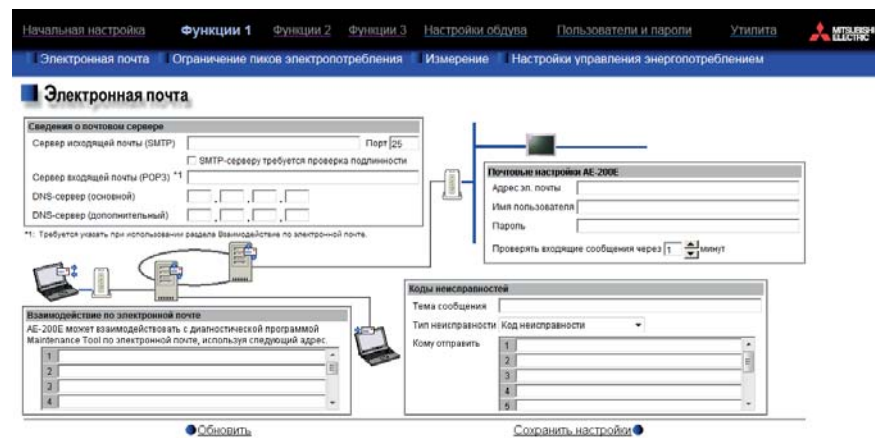 Начальная настройка Функции 1 Функции 2 Функции 3 Настройки обдува Пользователи и пароли Утилита MITSUBISHI ELECTRIC
Электронная почта Ограничение пиков электропотребления Измерение Настройки управления энергопотреблением
Электронная почта
Сведения о почтовом сервере
Сервер исходящей почты (SMTP) Порт 25
SMTP-серверу требуется проверка подлинности
Сервер входящей почты (POP3) *1
DNS-сервер (основной) . . .
DNS-сервер (дополнительный) . . .
*1: Требуется указать при использовании раздела Взаимодействие по электронной почте.
Почтовые настройки AE-200E
Адрес эл. почты
Имя пользователя
Пароль
Проверять входящие сообщения через 1 минут
Взаимодействие по электронной почте
AE-200E может взаимодействовать с диагностической программой
Maintenance Tool по электронной почте, используя следующий адрес.
1
2
3
4
Коды неисправностей
Тема сообщения
Тип неисправности Код неисправности
Кому отправить
1
2
3
4
5
Обновить
Сохранить настройки